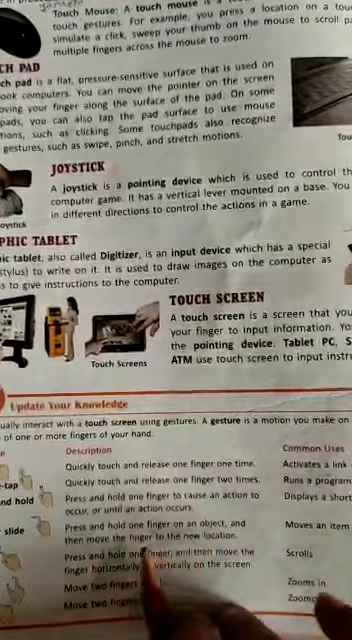 Touch Mouse: A touch mouse is a
touch gestures. For example, you press a location on a
simulate a click, sweep your thumb on the mouse to scroll
multiple fingers across the mouse to zoom.
CH PAD
ch pad is a flat, pressure-sensitive surface that is used on
ook computers. You can move the pointer on the screen
oving your finger along the surface of the pad. On some
pads, you can also tap the pad surface to use mouse
tions, such as clicking. Some touchpads also recognize
gestures, such as swipe, pinch, and stretch motions.
Tou
JOYSTICK
A joystick is a pointing device which is used to control th
computer game. It has a vertical lever mounted on a base. You
in different directions to control the actions in a game.
oystick
PHIC TABLET
ic tablet, also called Digitizer, is an input device which has a special
stylus) to write on it. It is used to draw images on the computer as
s to give instructions to the computer.
TOUCH SCREEN
A touch screen is a screen that you
your finger to input information. Yo
the pointing device. Tablet PC, S
ATM use touch screen to input instr
Touch Screens
Update Your Knowledge
ually interact with a touch screen using gestures. A gesture is a motion you make on
of one or more fingers of your hand.
e Description Common Uses
Quickly touch and release one finger one time. Activates a link
-tap Quickly touch and release one finger two times. Runs a program
nd hold Press and hold one finger to cause an action to Displays a short
occur, or until an action occurs.
slide Press and hold one finger on an object, and Moves an item
then move the finger to the new location.
Press and hold one finger, and then move the Scrolls
finger horizontally vertically on the screen
Move two fingers Zooms in
Move two fingers Zooms